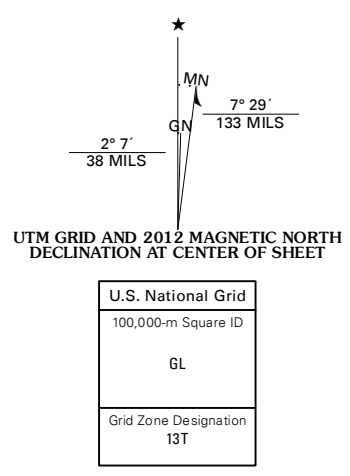 ★
MN
7° 29´
GN
133 MILS
2° 7´
38 MILS
UTM GRID AND 2012 MAGNETIC NORTH
DECLINATION AT CENTER OF SHEET
U.S. National Grid
100,000-m Square ID
GL
Grid Zone Designation
13T